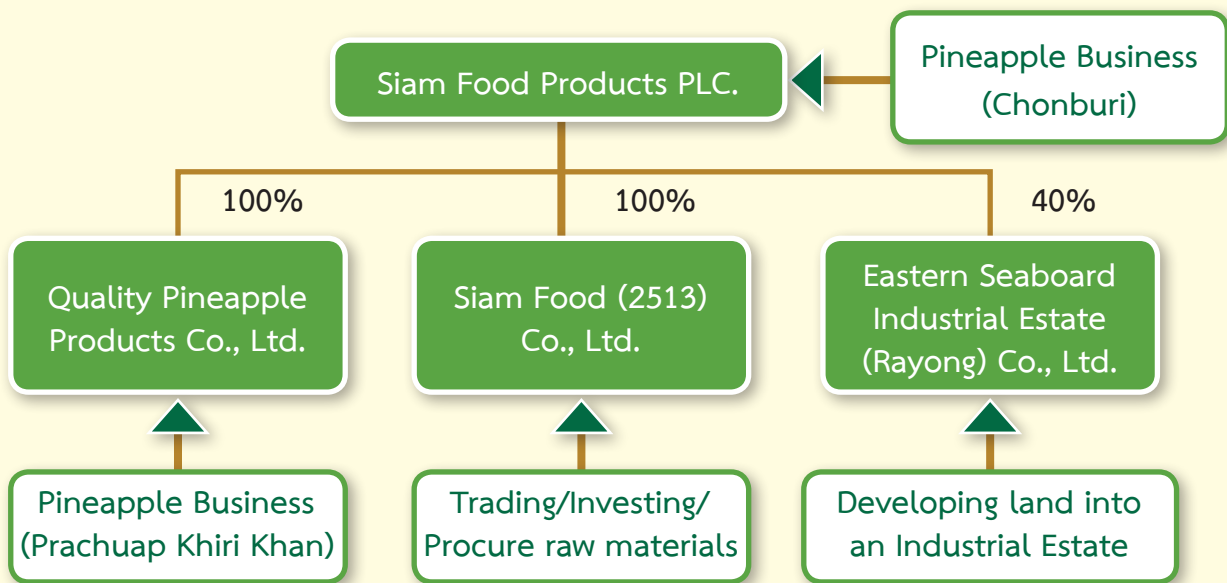 Siam Food Products PLC.
Pineapple Business
(Chonburi)
100%
100%
40%
Quality Pineapple
Products Co., Ltd.
Siam Food (2513)
Co., Ltd.
Eastern Seaboard
Industrial Estate
(Rayong) Co., Ltd.
Pineapple Business
(Prachuap Khiri Khan)
Trading/Investing/
Procure raw materials
Developing land into
an Industrial Estate